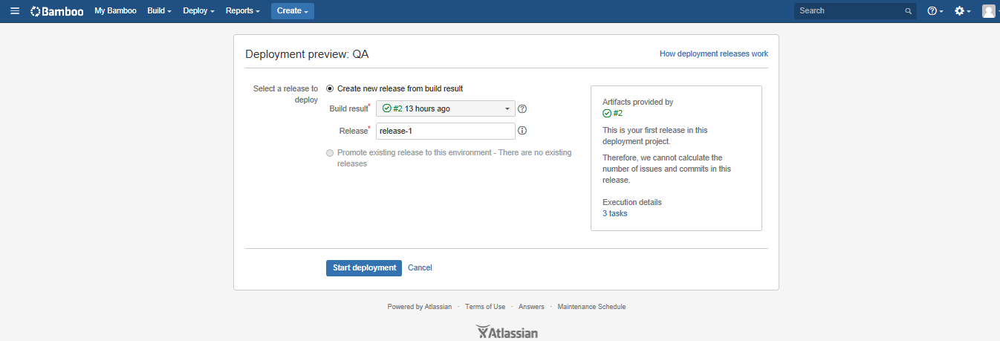 Bamboo My Bamboo Build Deploy Reports Create Search
Deployment preview: QA How deployment releases work
Select a release to
deploy
Create new release from build result
Build result* #2 13 hours ago
Release* release-1
Promote existing release to this environment - There are no existing
releases
Artifacts provided by
#2
This is your first release in this
deployment project.
Therefore, we cannot calculate the
number of issues and commits in this
release.
Execution details
3 tasks
Start deployment Cancel
Powered by Atlassian · Terms of Use · Answers · Maintenance Schedule
Atlassian